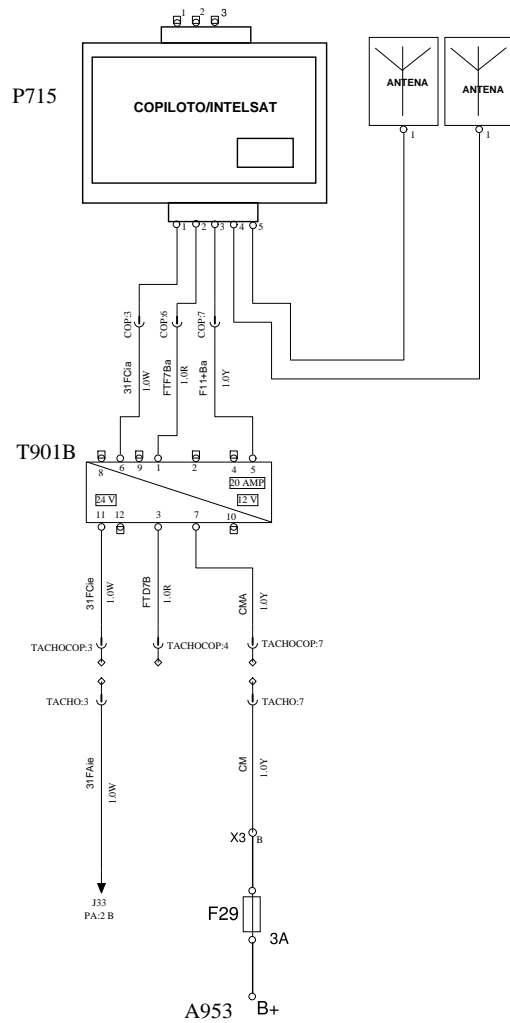 1 2 3
P715
COPILOTO/INTELSAT
ANTENA
ANTENA
1
1
1 2 3 4 5
COP:3
COP:6
COP:7
31FCia
1.0W
FTF7Ba
1.0R
F11+Ba
1.0Y
T901B
8 6 9 1 2 4 5
20 AMP
24 V
12 V
11 12 3 7 10
31FCie
1.0W
FTD7B
1.0R
CMA
1.0Y
TACHOCOP:3
TACHOCOP:4
TACHOCOP:7
TACHO:3
TACHO:7
31FAie
1.0W
CM
1.0Y
X3 B
J33
PA:2 B
F29
3A
A953
B+